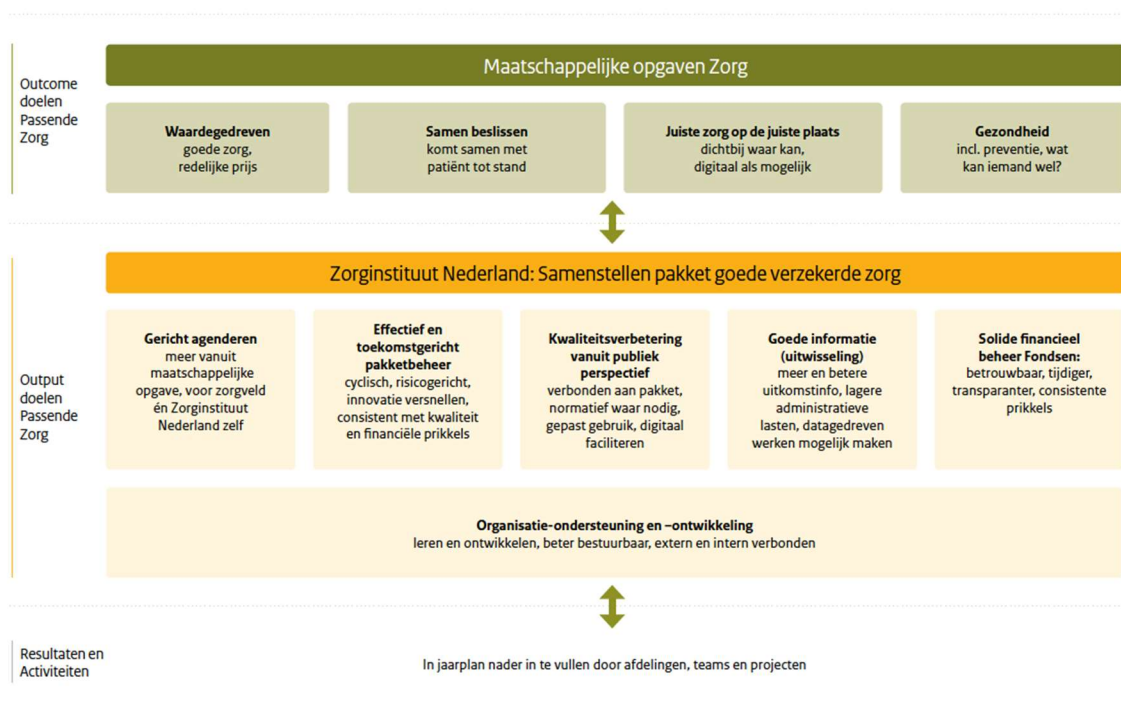 Outcome
doelen
Passende
Zorg
Maatschappelijke opgaven Zorg
Waardegedreven
goede zorg,
redelijke prijs
Samen beslissen
komt samen met
patiënt tot stand
Juiste zorg op de juiste plaats
dichtbij waar kan,
digitaal als mogelijk
Gezondheid
incl. preventie, wat
kan iemand wel?
Output
doelen
Passende
Zorg
Zorginstituut Nederland: Samenstellen pakket goede verzekerde zorg
Gericht agenderen
meer vanuit
maatschappelijke
opgave, voor zorgveld
én Zorginstituut
Nederland zelf
Effectief en
toekomstgericht
pakketbeheer
cyclisch, risicogericht,
innovatie versnellen,
consistent met kwaliteit
en financiële prikkels
Kwaliteitsverbetering
vanuit publiek
perspectief
verbonden aan pakket,
normatief waar nodig,
gepast gebruik, digitaal
faciliteren
Goede informatie
(uitwisseling)
meer en betere
uitkomstinfo, lagere
administratieve
lasten, datagedreven
werken mogelijk maken
Solide financieel
beheer Fondsen:
betrouwbaar, tijdiger,
transparanter, consistente
prikkels
Organisatie-ondersteuning en –ontwikkeling
leren en ontwikkelen, beter bestuurbaar, extern en intern verbonden
Resultaten en
Activiteiten
In jaarplan nader in te vullen door afdelingen, teams en projecten